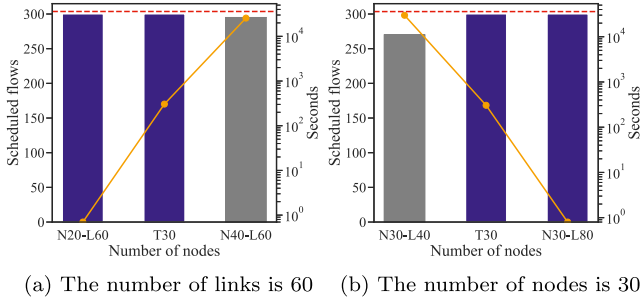 300
250
200
150
100
50
0
Scheduled flows
10^4
10^3
10^2
10^1
10^0
Seconds
N20-L60 T30 N40-L60
Number of nodes
(a) The number of links is 60
300
250
200
150
100
50
0
Scheduled flows
10^4
10^3
10^2
10^1
10^0
Seconds
N30-L40 T30 N30-L80
Number of nodes
(b) The number of nodes is 30